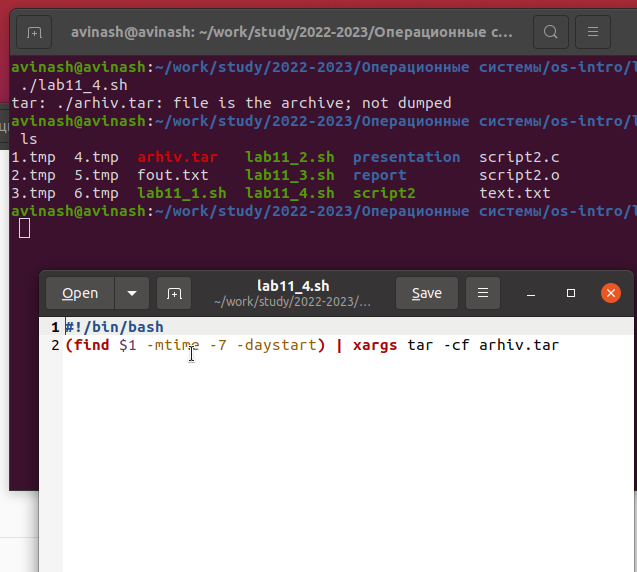 avinash@avinash: ~/work/study/2022-2023/Операционные с...
avinash@avinash:~/work/study/2022-2023/Операционные системы/os-intro/l
./lab11_4.sh
tar: ./arhiv.tar: file is the archive; not dumped
avinash@avinash:~/work/study/2022-2023/Операционные системы/os-intro/l
ls
1.tmp 4.tmp arhiv.tar lab11_2.sh presentation script2.c
2.tmp 5.tmp fout.txt lab11_3.sh report script2.o
3.tmp 6.tmp lab11_1.sh lab11_4.sh script2 text.txt
avinash@avinash:~/work/study/2022-2023/Операционные системы/os-intro/l
Open
lab11_4.sh
~/work/study/2022-2023/...
Save
1 #!/bin/bash
2 (find $1 -mtime -7 -daystart) | xargs tar -cf arhiv.tar